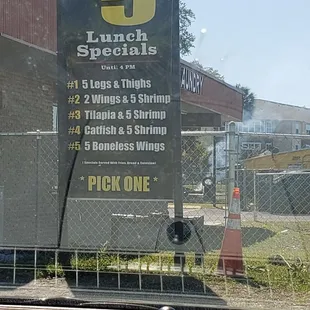 5
Lunch
Specials
Until 4 PM
#1 5 Legs & Thighs
#2 2 Wings & 5 Shrimp
#3 Tilapia & 5 Shrimp
#4 Catfish & 5 Shrimp
#5 5 Boneless Wings
* PICK ONE *